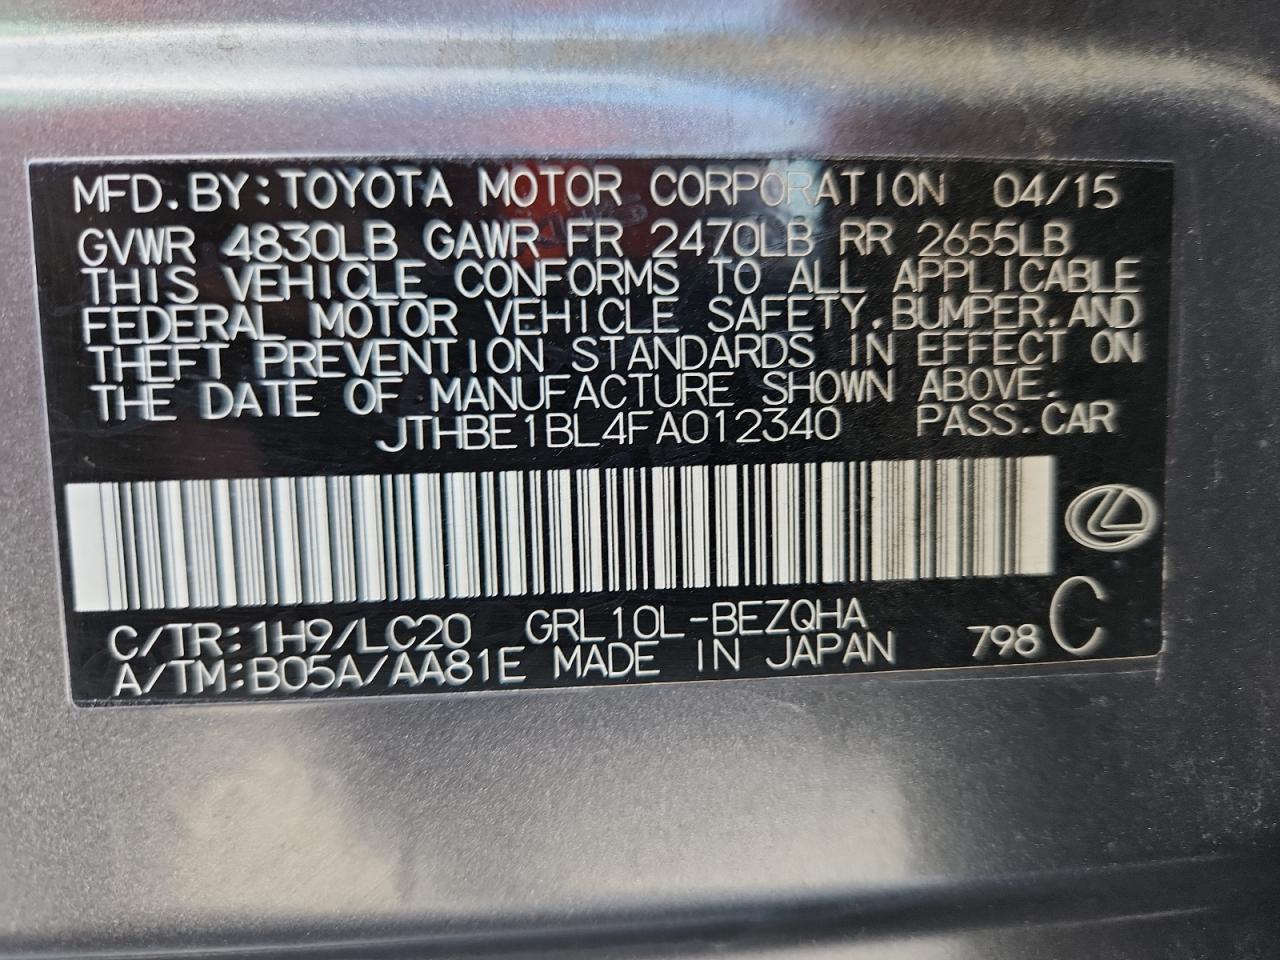 MFD. BY: TOYOTA MOTOR CORPORATION 04/15
GVWR 4830LB GAWR FR 2470LB RR 2655LB
THIS VEHICLE CONFORMS TO ALL APPLICABLE
FEDERAL MOTOR VEHICLE SAFETY, BUMPER, AND
THEFT PREVENTION STANDARDS IN EFFECT ON
THE DATE OF MANUFACTURE SHOWN ABOVE.
JTHBE1BL4FA012340 PASS. CAR
C/TR: 1H9/LC20 GRL10L-BEZQHA
A/TM: B05A/AA81E MADE IN JAPAN 798 C